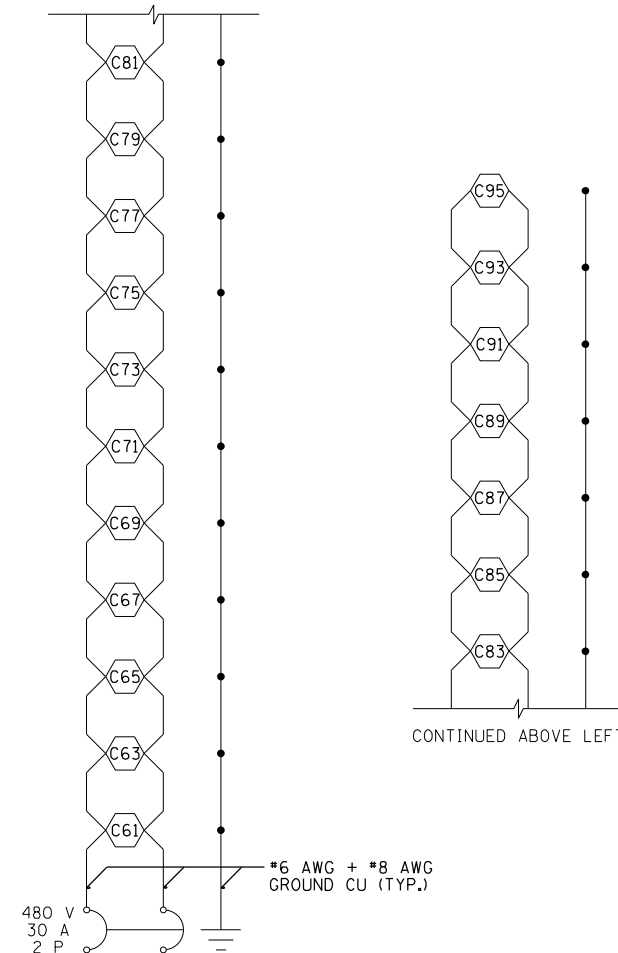 C81
C79
C77
C75
C73
C71
C69
C67
C65
C63
C61
#6 AWG + #8 AWG
GROUND CU (TYP.)
480 V
30 A
2 P
C95
C93
C91
C89
C87
C85
C83
CONTINUED ABOVE LEFT